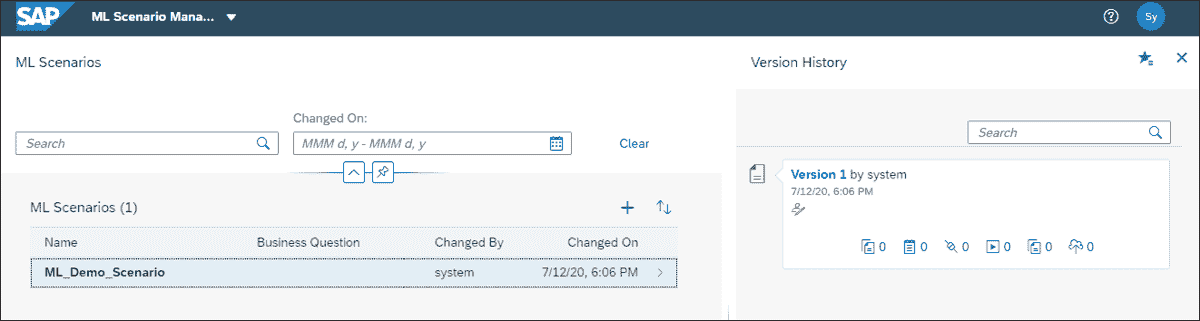 SAP ML Scenario Mana... Sy
ML Scenarios
Changed On:
Search MMM d, y - MMM d, y Clear
ML Scenarios (1)
Name Business Question Changed By Changed On
ML_Demo_Scenario system 7/12/20, 6:06 PM
Version History
Search
Version 1 by system
7/12/20, 6:06 PM
0 0 0 0 0 0